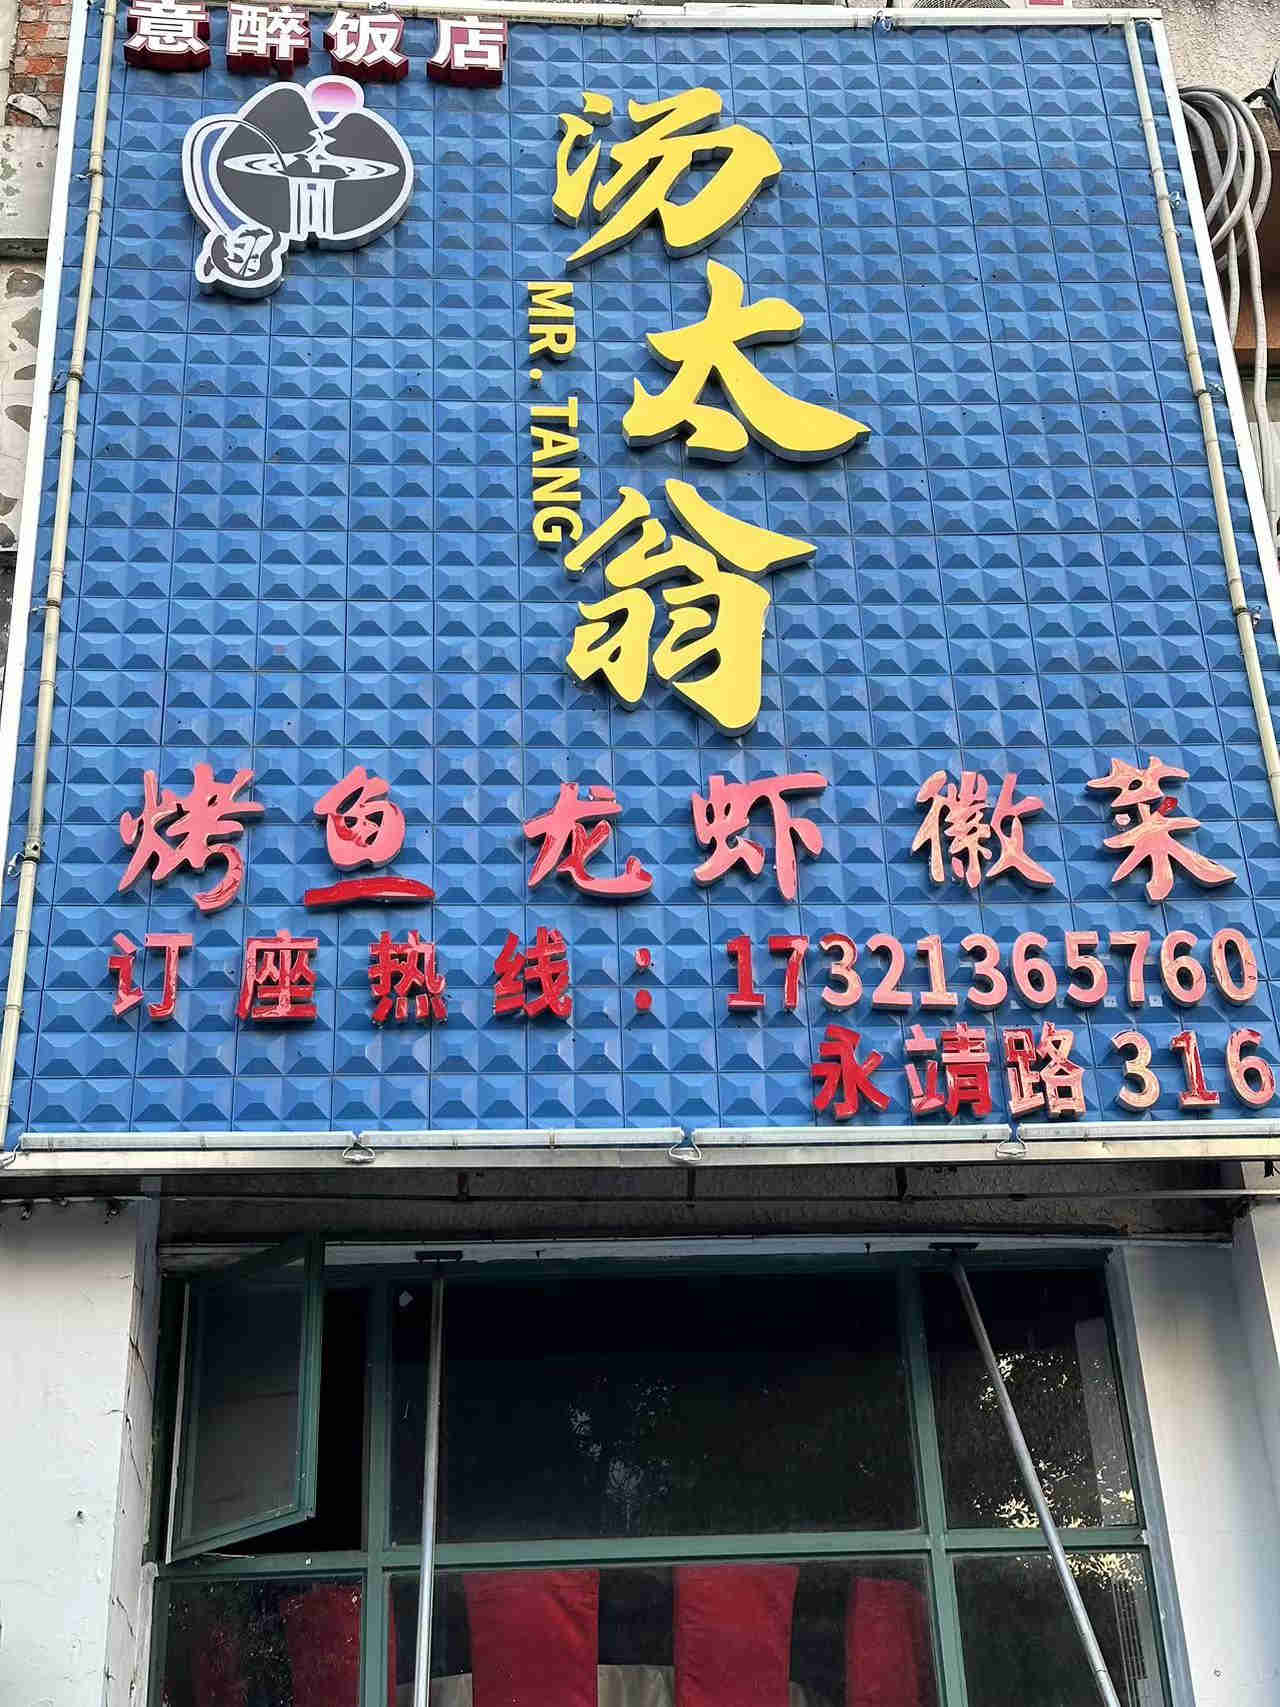 意醉饭店
汤太翁
MR.TANG
烤鱼龙虾 徽菜
订座热线：17321365760
永靖路316